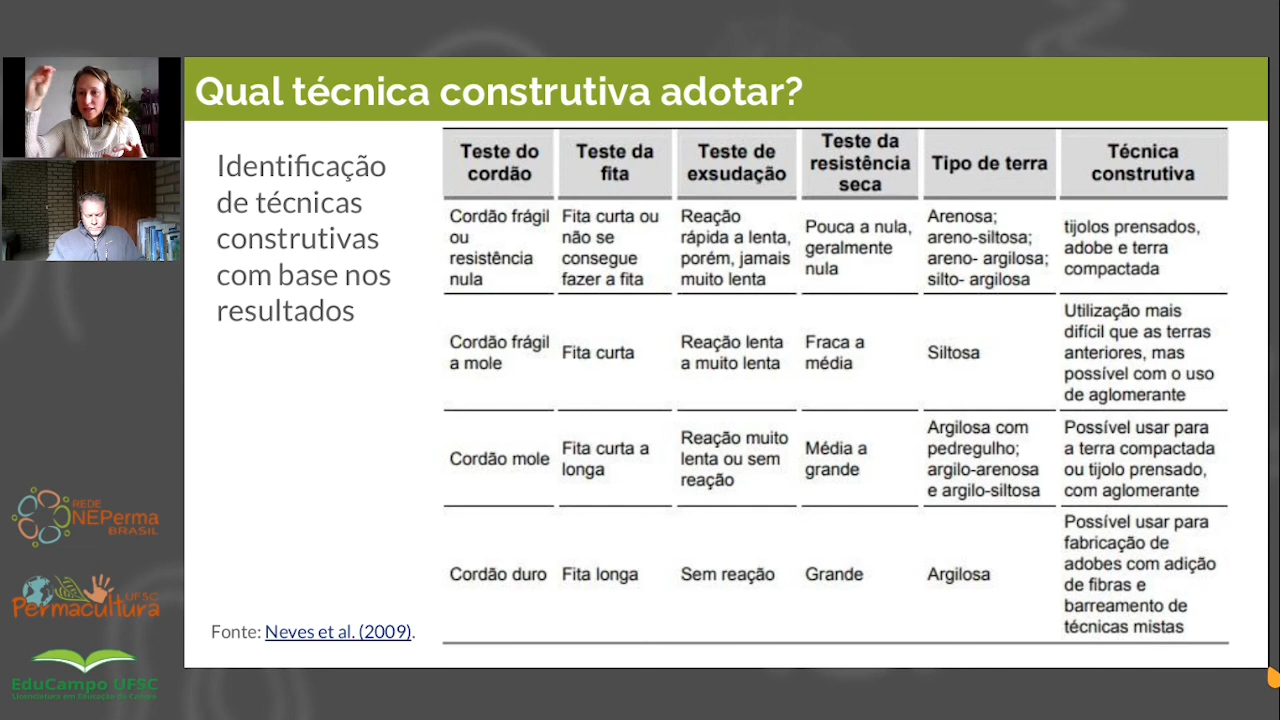 Qual técnica construtiva adotar?
Identificação
de técnicas
construtivas
com base nos
resultados
Teste do
cordão
Teste da
fita
Teste de
exsudação
Teste da
resistência
seca
Tipo de terra
Técnica
construtiva
Cordão frágil
ou
resistência
nula
Fita curta ou
não se
consegue
fazer a fita
Reação
rápida a lenta,
porém, jamais
muito lenta
Pouca a nula,
geralmente
nula
Arenosa;
areno-siltosa;
areno- argilosa;
silto- argilosa
tijolos prensados,
adobe e terra
compactada
Cordão frágil
a mole
Fita curta
Reação lenta
a muito lenta
Fraca a
média
Siltosa
Utilização mais
difícil que as terras
anteriores, mas
possível com o uso
de aglomerante
Cordão mole
Fita curta a
longa
Reação muito
lenta ou sem
reação
Média a
grande
Argilosa com
pedregulho;
argilo-arenosa
e argilo-siltosa
Possível usar para
a terra compactada
ou tijolo prensado,
com aglomerante
Cordão duro
Fita longa
Sem reação
Grande
Argilosa
Possível usar para
fabricação de
adobes com adição
de fibras e
barreamento de
técnicas mistas
Fonte: Neves et al. (2009).
REDE
NEPerma
BRASIL
UFSC
Permacultura
EduCampo UFSC
Licenciatura em Educação do Campo